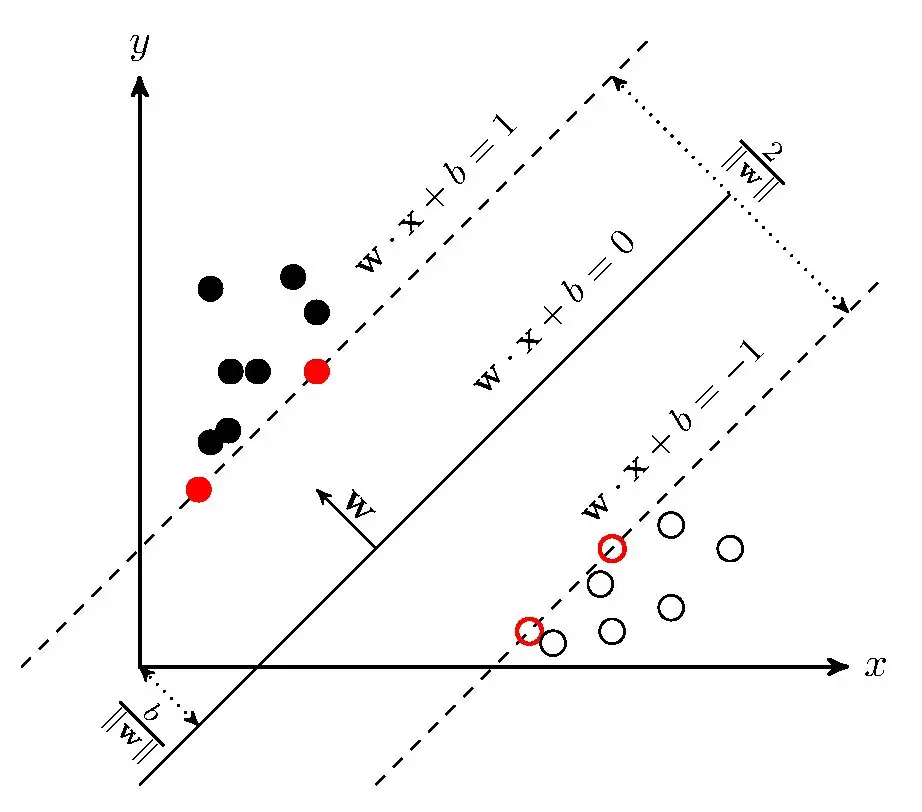 y
w · x + b = 1
2
‖w‖
w · x + b = 0
w · x + b = −1
w
x
b
‖w‖